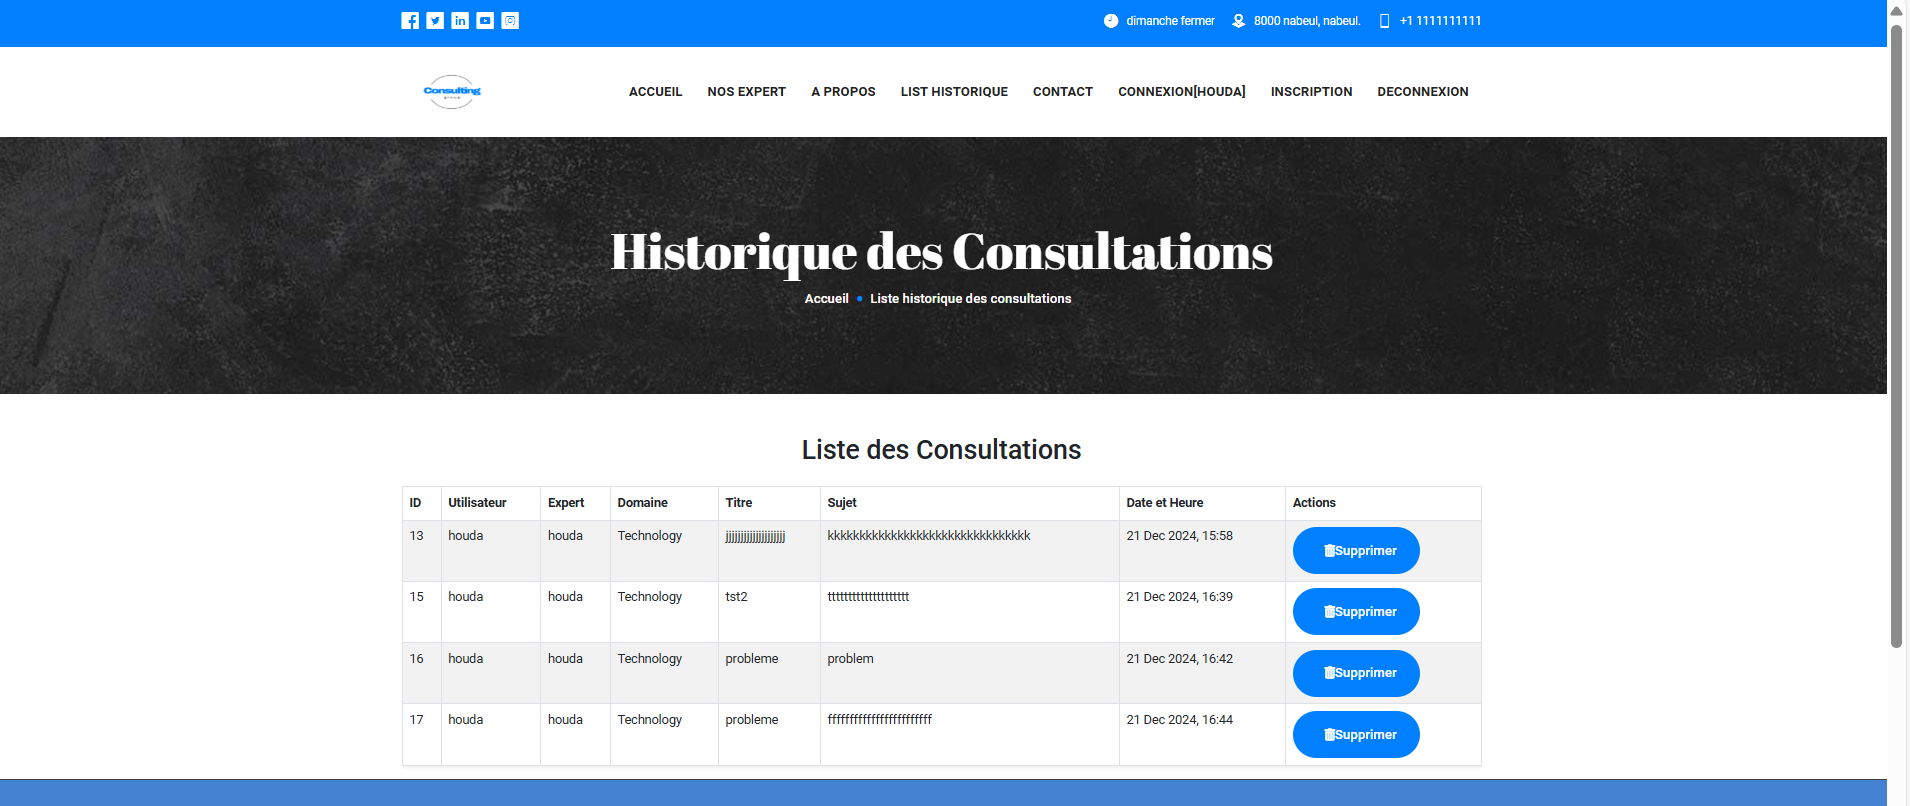 dimanche fermer 8000 nabeul, nabeul. +1 1111111111
Consulting
ACCUEIL NOS EXPERT A PROPOS LIST HISTORIQUE CONTACT CONNEXION[HOUDA] INSCRIPTION DECONNEXION
Historique des Consultations
Accueil Liste historique des consultations
Liste des Consultations
ID Utilisateur Expert Domaine Titre Sujet Date et Heure Actions
13 houda houda Technology jjjjjjjjjjjjjjjjjjjj kkkkkkkkkkkkkkkkkkkkkkkkkkkkkkkk 21 Dec 2024, 15:58 Supprimer
15 houda houda Technology tst2 tttttttttttttttttttt 21 Dec 2024, 16:39 Supprimer
16 houda houda Technology probleme problem 21 Dec 2024, 16:42 Supprimer
17 houda houda Technology probleme ffffffffffffffffffffffff 21 Dec 2024, 16:44 Supprimer